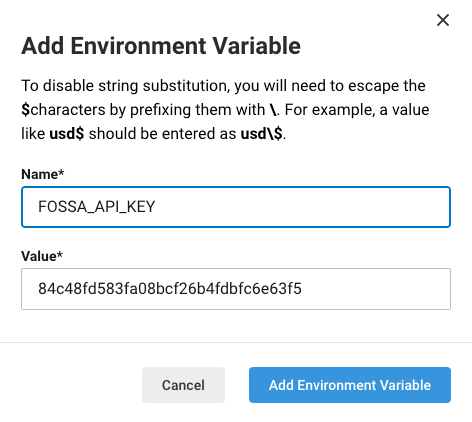 Add Environment Variable
To disable string substitution, you will need to escape the
$characters by prefixing them with \. For example, a value
like usd$ should be entered as usd\$.
Name*
FOSSA_API_KEY
Value*
84c48fd583fa08bcf26b4fdbfc6e63f5
Cancel
Add Environment Variable